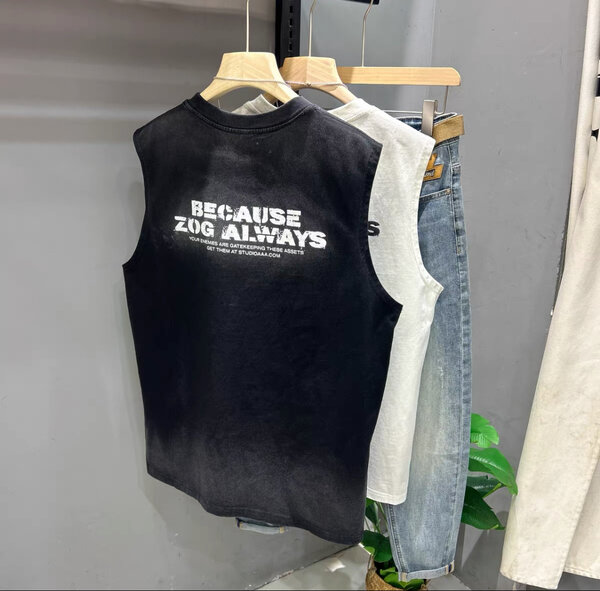 BECAUSE
ZOG ALWAYS
YOUR ENEMIES ARE GATEKEEPING THESE ASSETS
GET THEM AT STUDIOAAA.COM
S